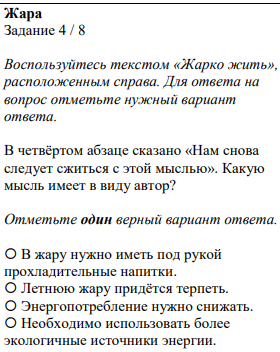 Жара
Задание 4 / 8
Воспользуйтесь текстом «Жарко жить»,
расположенным справа. Для ответа на
вопрос отметьте нужный вариант
ответа.
В четвёртом абзаце сказано «Нам снова
следует сжиться с этой мыслью». Какую
мысль имеет в виду автор?
Отметьте один верный вариант ответа.
О В жару нужно иметь под рукой
прохладительные напитки.
О Летнюю жару придётся терпеть.
О Энергопотребление нужно снижать.
О Необходимо использовать более
экологичные источники энергии.